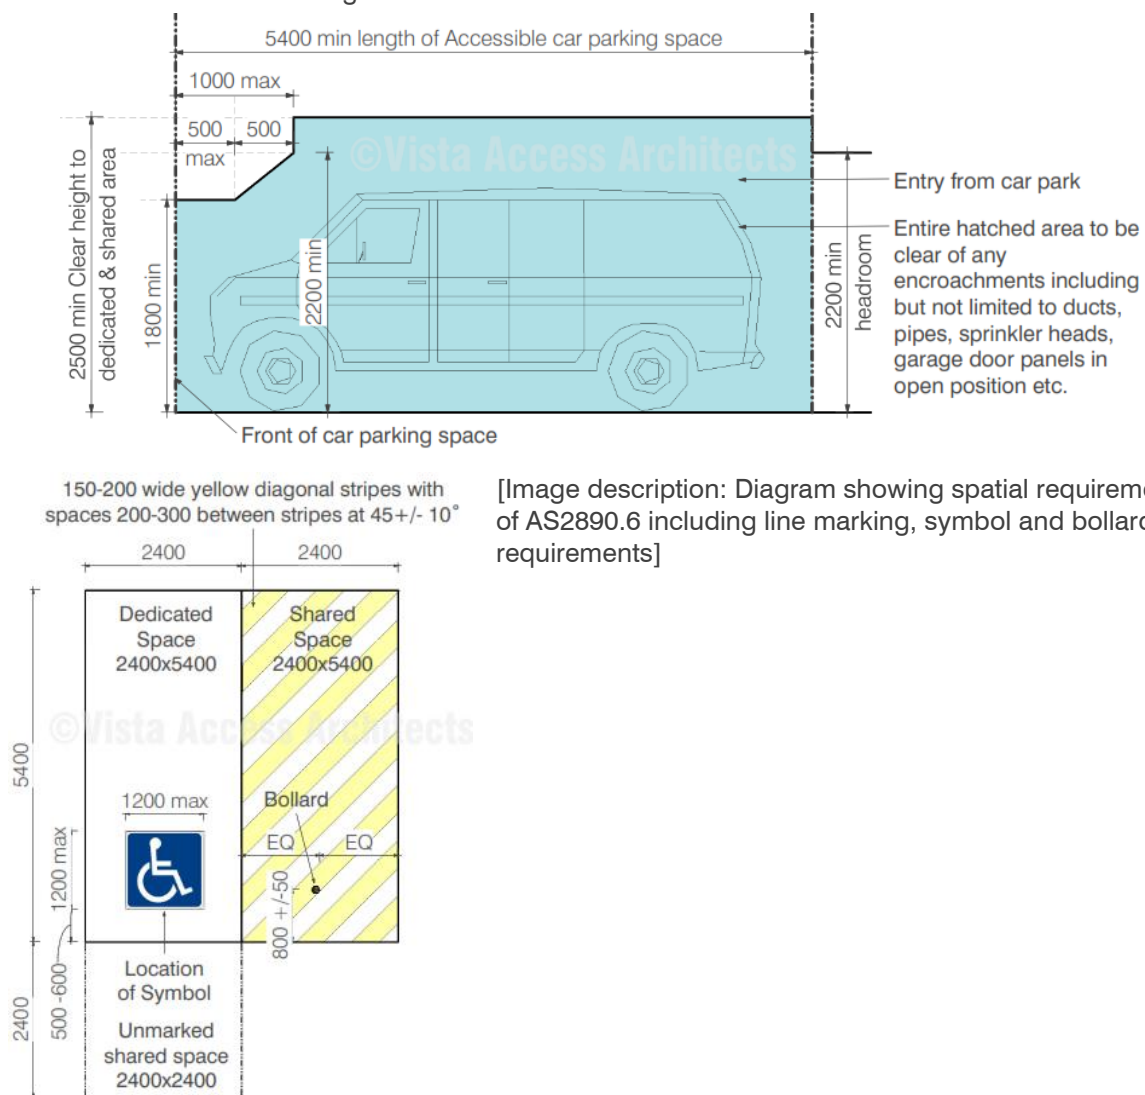 5400 min length of Accessible car parking space
1000 max
500
500
max
©Vista Access Architects
2500 min Clear height to
dedicated & shared area
1800 min
2200 min
2200 min
headroom
Entry from car park
Entire hatched area to be
clear of any
encroachments including
but not limited to ducts,
pipes, sprinkler heads,
garage door panels in
open position etc.
Front of car parking space
150-200 wide yellow diagonal stripes with
spaces 200-300 between stripes at 45+/- 10˚
[Image description: Diagram showing spatial requireme
of AS2890.6 including line marking, symbol and bollard
requirements]
2400
2400
Dedicated
Space
2400x5400
Shared
Space
2400x5400
©Vista Access Architects
5400
1200 max
Bollard
EQ
EQ
1200 max
800 +/-50
500 -600
Location
of Symbol
2400
Unmarked
shared space
2400x2400